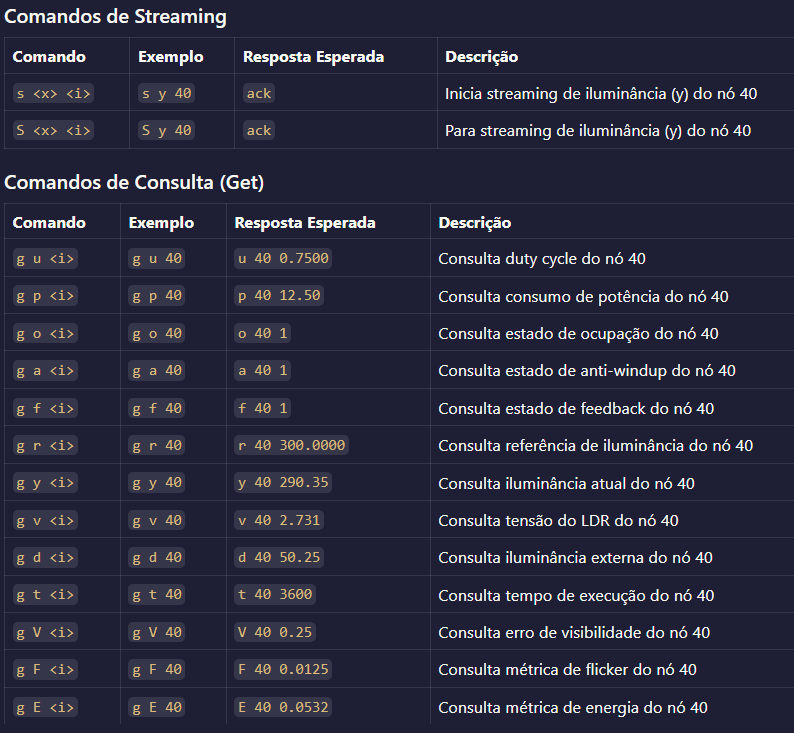 Comandos de Streaming
Comando Exemplo Resposta Esperada Descrição
s <x> <i> s y 40 ack Inicia streaming de iluminância (y) do nó 40
S <x> <i> S y 40 ack Para streaming de iluminância (y) do nó 40
Comandos de Consulta (Get)
Comando Exemplo Resposta Esperada Descrição
g u <i> g u 40 u 40 0.7500 Consulta duty cycle do nó 40
g p <i> g p 40 p 40 12.50 Consulta consumo de potência do nó 40
g o <i> g o 40 o 40 1 Consulta estado de ocupação do nó 40
g a <i> g a 40 a 40 1 Consulta estado de anti-windup do nó 40
g f <i> g f 40 f 40 1 Consulta estado de feedback do nó 40
g r <i> g r 40 r 40 300.0000 Consulta referência de iluminância do nó 40
g y <i> g y 40 y 40 290.35 Consulta iluminância atual do nó 40
g v <i> g v 40 v 40 2.731 Consulta tensão do LDR do nó 40
g d <i> g d 40 d 40 50.25 Consulta iluminância externa do nó 40
g t <i> g t 40 t 40 3600 Consulta tempo de execução do nó 40
g V <i> g V 40 V 40 0.25 Consulta erro de visibilidade do nó 40
g F <i> g F 40 F 40 0.0125 Consulta métrica de flicker do nó 40
g E <i> g E 40 E 40 0.0532 Consulta métrica de energia do nó 40